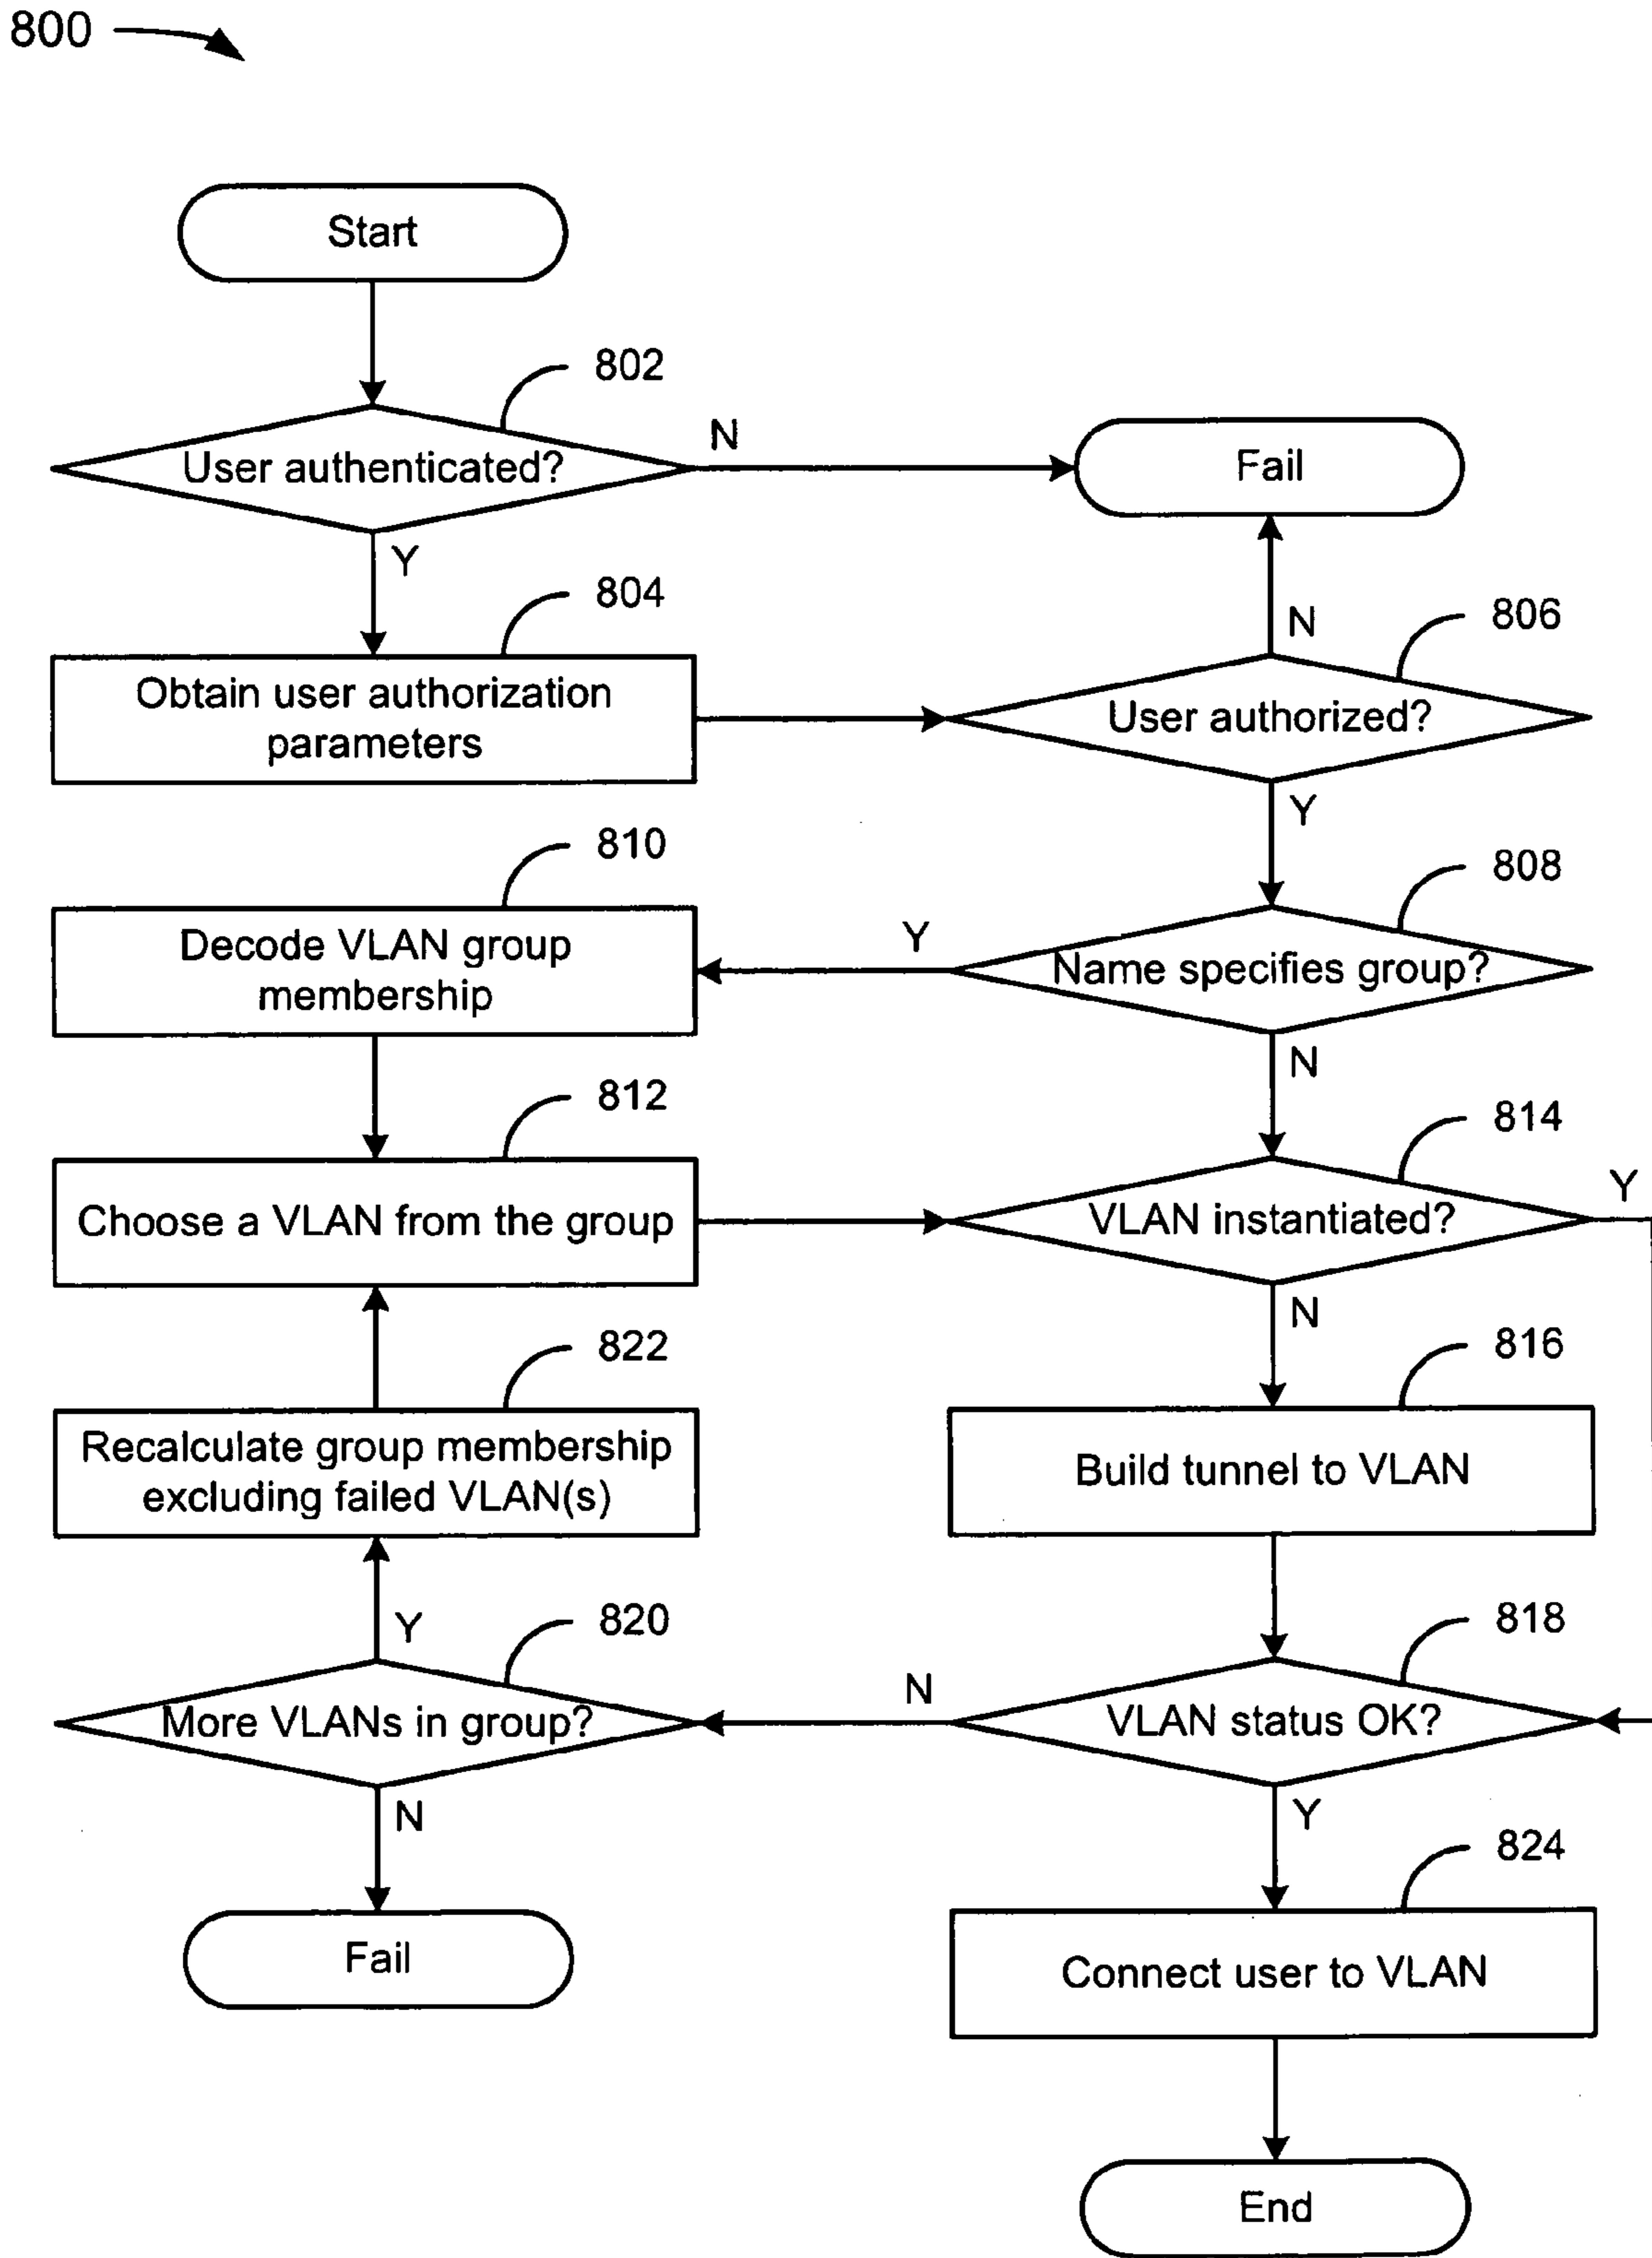 800
Start
802
User authenticated?
N
Fail
Y
804
Obtain user authorization
parameters
N
806
User authorized?
Y
810
Decode VLAN group
membership
Y
808
Name specifies group?
N
812
Choose a VLAN from the group
814
VLAN instantiated?
Y
N
822
Recalculate group membership
excluding failed VLAN(s)
816
Build tunnel to VLAN
Y
820
More VLANs in group?
N
818
VLAN status OK?
N
Y
Fail
824
Connect user to VLAN
End